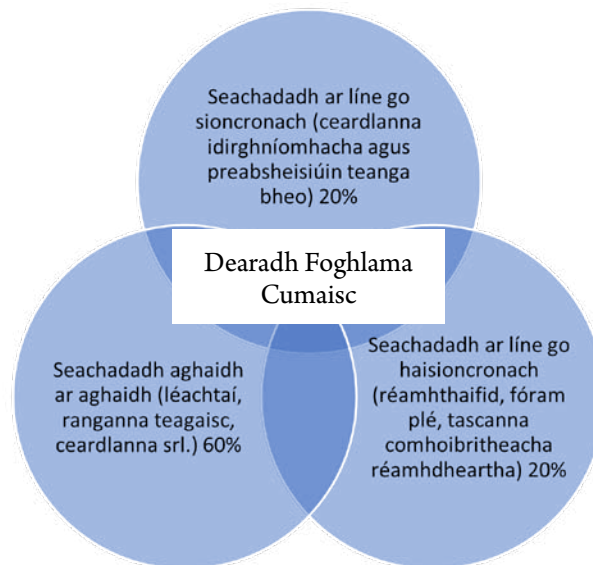 Seachadadh ar líne go
sioncronach (ceardlanna
idirghníomhacha agus
preabsheisiúin teanga
bheo) 20%
Dearadh Foghlama
Cumaisc
Seachadadh aghaidh
ar aghaidh (léachtaí,
ranganna teagaisc,
ceardlanna srl.) 60%
Seachadadh ar líne go
haisioncronach
(réamhthaifid, fóram
plé, tascanna
comhoibritheacha
réamhdheartha) 20%